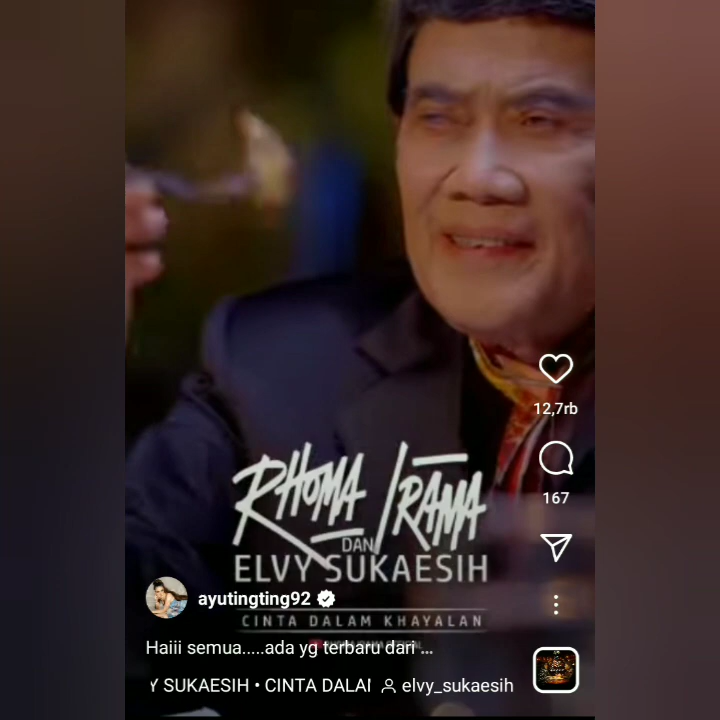 12,7rb
167
RHOMA IRAMA
DAN
ELVY SUKAESIH
ayutingting92
CINTA DALAM KHAYALAN
Haiii semua.....ada yg terbaru dari ...
Y SUKAESIH • CINTA DALAI elvy_sukaesih